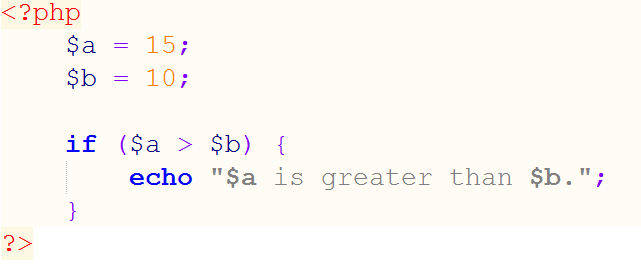 <?php
    $a = 15;
    $b = 10;

    if ($a > $b) {
        echo "$a is greater than $b.";
    }
?>